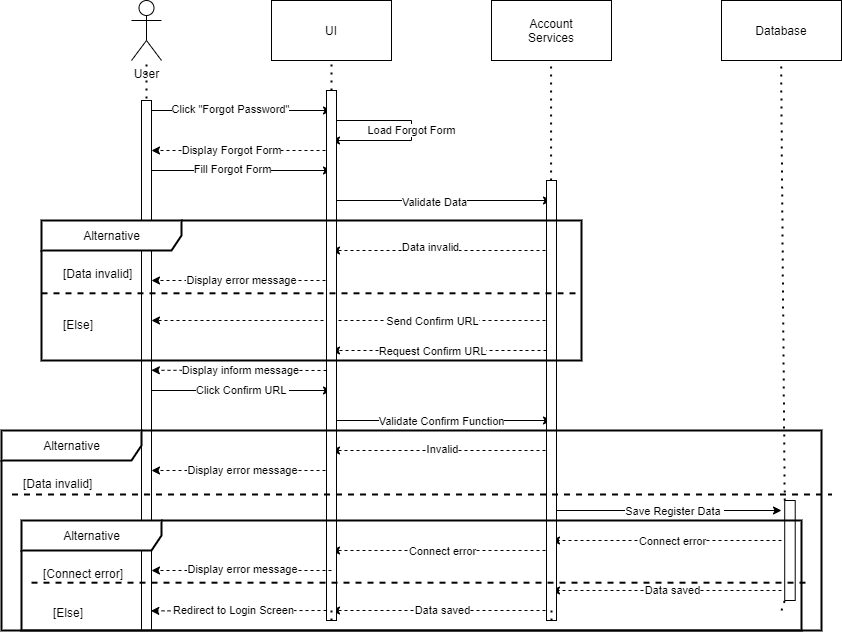 UI
Account
Services
Database
User
Click "Forgot Password"
Load Forgot Form
Display Forgot Form
Fill Forgot Form
Validate Data
Alternative
Data invalid
[Data invalid]
Display error message
[Else]
Send Confirm URL
Request Confirm URL
Display inform message
Click Confirm URL
Validate Confirm Function
Alternative
Invalid
Display error message
[Data invalid]
Save Register Data
Alternative
Connect error
Connect error
[Connect error]
Display error message
Data saved
[Else]
Redirect to Login Screen
Data saved